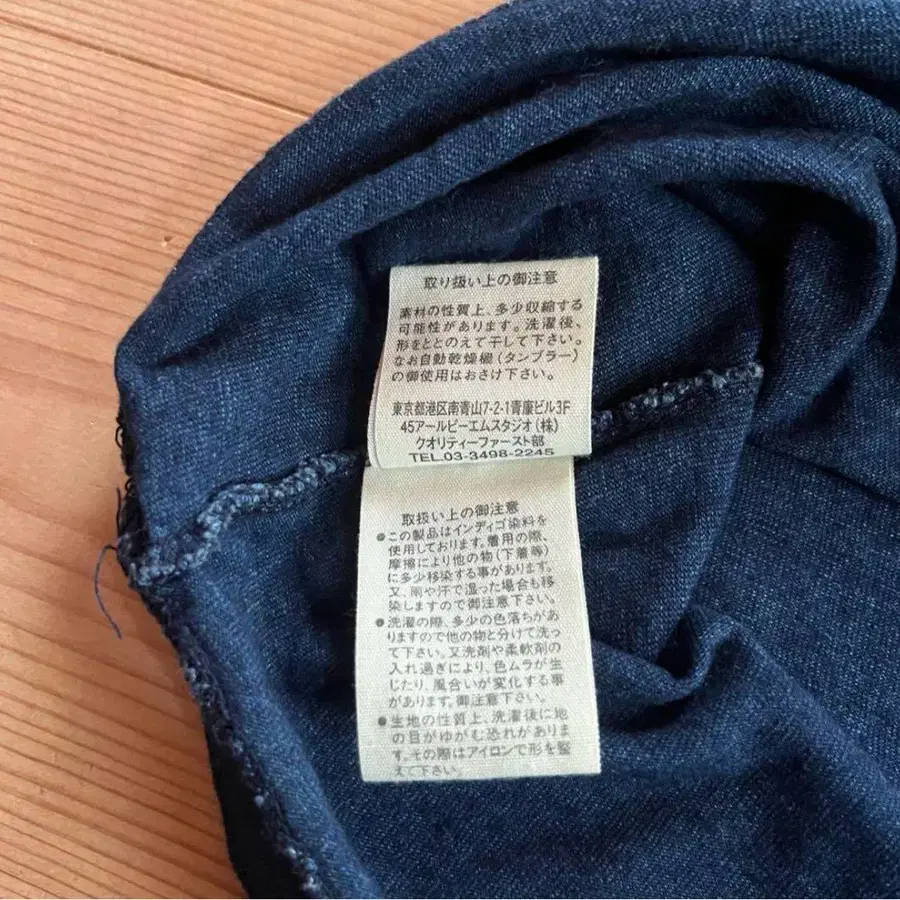 取り扱い上の御注意
素材の性質上、多少収縮する
可能性があります。洗濯後、
形をととのえて干して下さい。
なお自動乾燥機(タンブラー)
の御使用はおさけ下さい。
東京都港区南青山7-2-1青康ビル3F
45アールピーエムスタジオ(株)
クオリティーファースト部
TEL.03-3498-2245
取扱い上の御注意
●この製品はインディゴ染料を
使用しております。着用の際、
摩擦により他の物(下着等)
に多少移染する事があります。
又、雨や汗で湿った場合も移
染しますので御注意下さい。
●洗濯の際、多少の色落ちがあ
りますので他の物と分けて洗っ
て下さい。又洗剤や柔軟剤の
入れ過ぎにより、色ムラが生
じたり、風合いが変化する事
があります。御注意下さい。
●生地の性質上、洗濯後に地
の目がゆがむ恐れがありま
す。その際はアイロンで形を整
えて下さい。